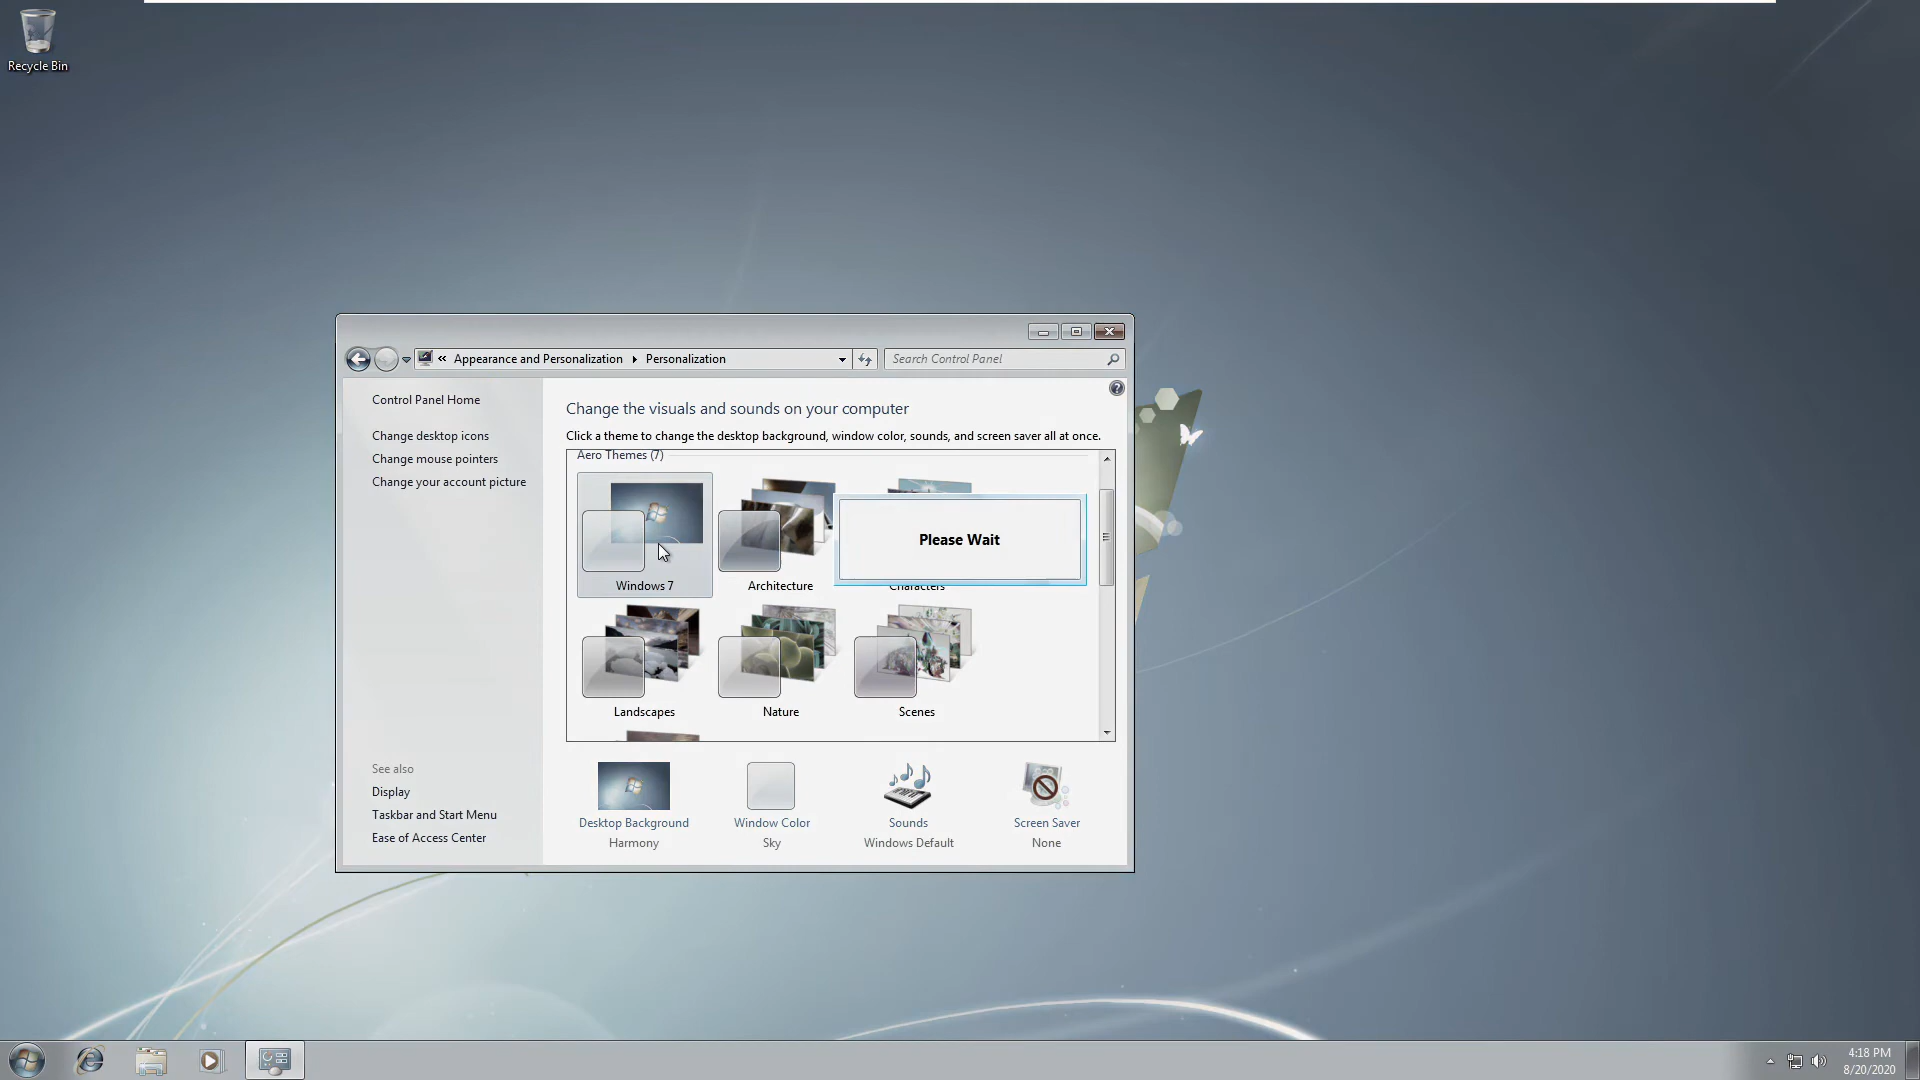 Recycle Bin
« Appearance and Personalization Personalization
Search Control Panel
Control Panel Home
Change desktop icons
Change mouse pointers
Change your account picture
See also
Display
Taskbar and Start Menu
Ease of Access Center
Change the visuals and sounds on your computer
Click a theme to change the desktop background, window color, sounds, and screen saver all at once.
Aero Themes (7)
Windows 7
Architecture
Characters
Please Wait
Landscapes
Nature
Scenes
Desktop Background
Harmony
Window Color
Sky
Sounds
Windows Default
Screen Saver
None
4:18 PM
8/20/2020